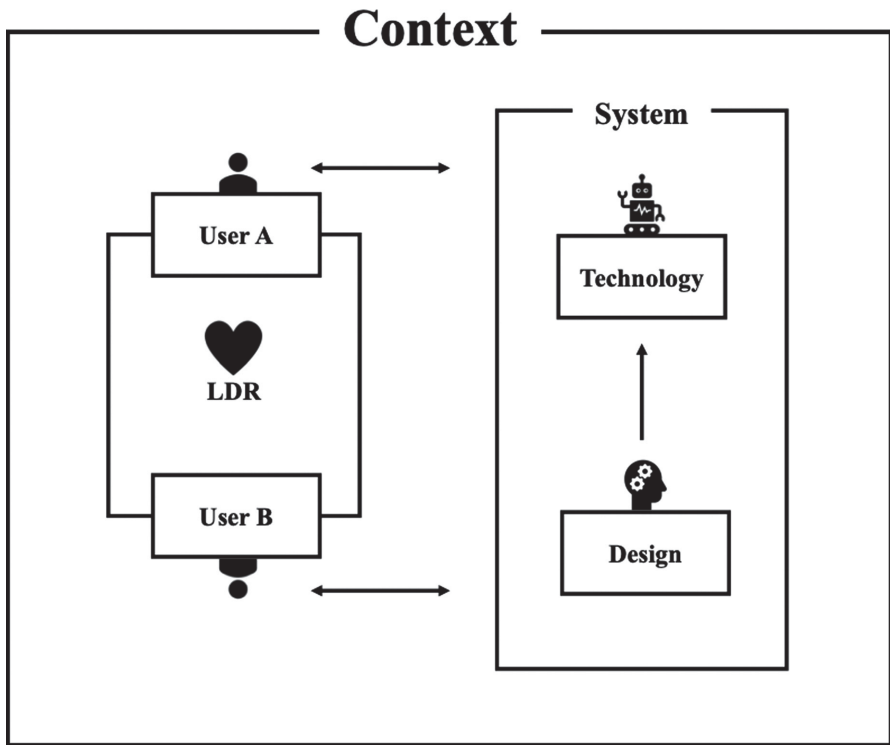 Context
System
User A
Technology
LDR
User B
Design